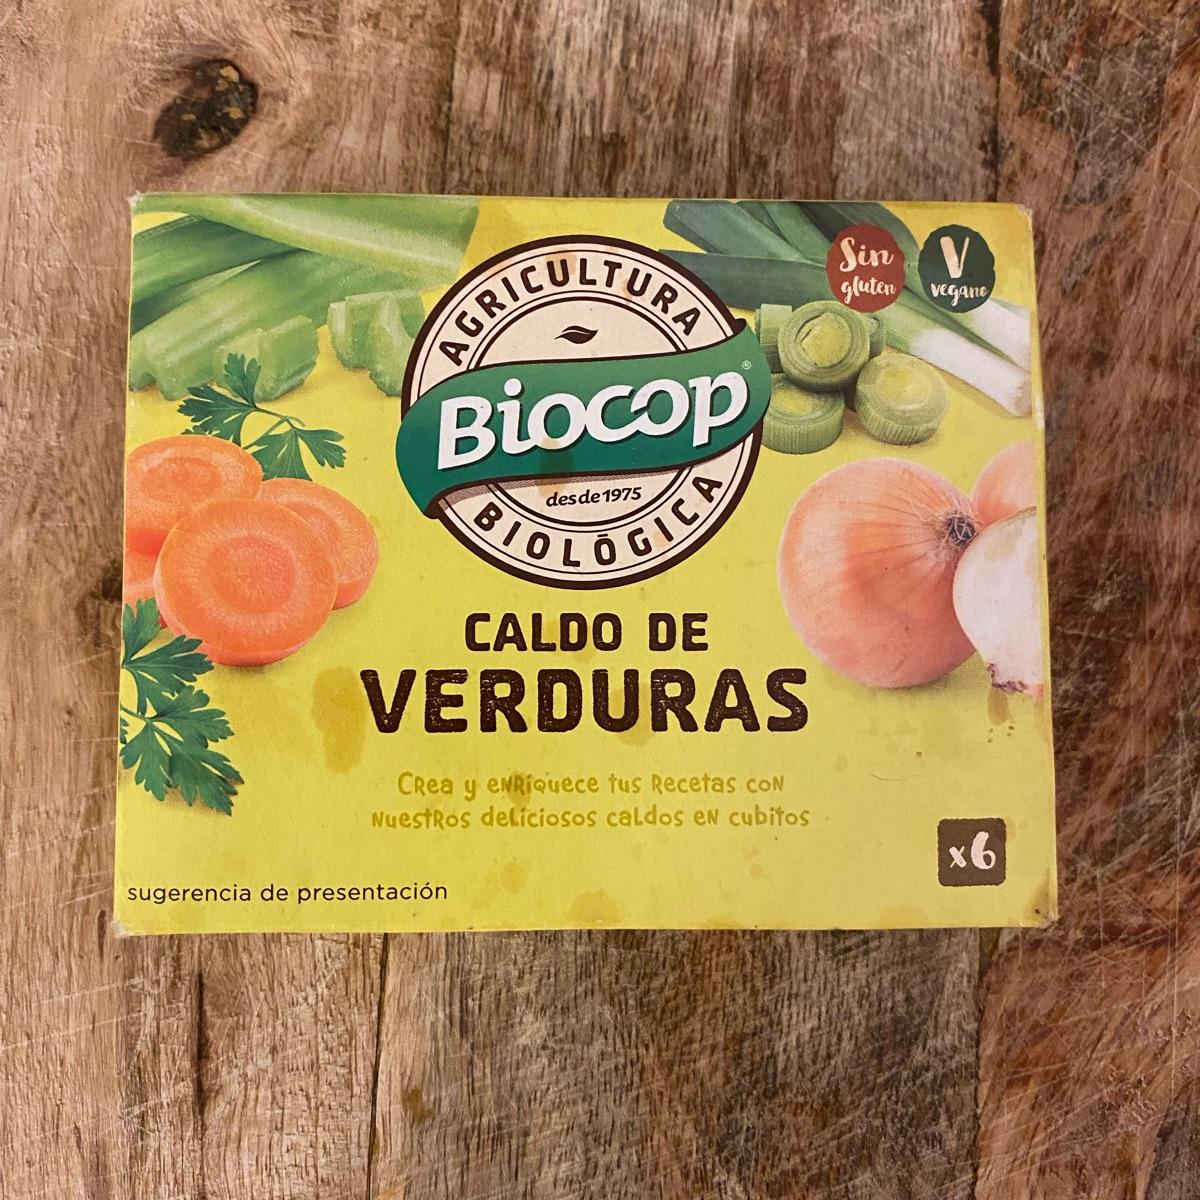 AGRICULTURA
Biocop®
desde 1975
BIOLÓGICA
Sin
gluten
V
vegano
CALDO DE
VERDURAS
Crea y enriquece tus recetas con
nuestros deliciosos caldos en cubitos
x6
sugerencia de presentación